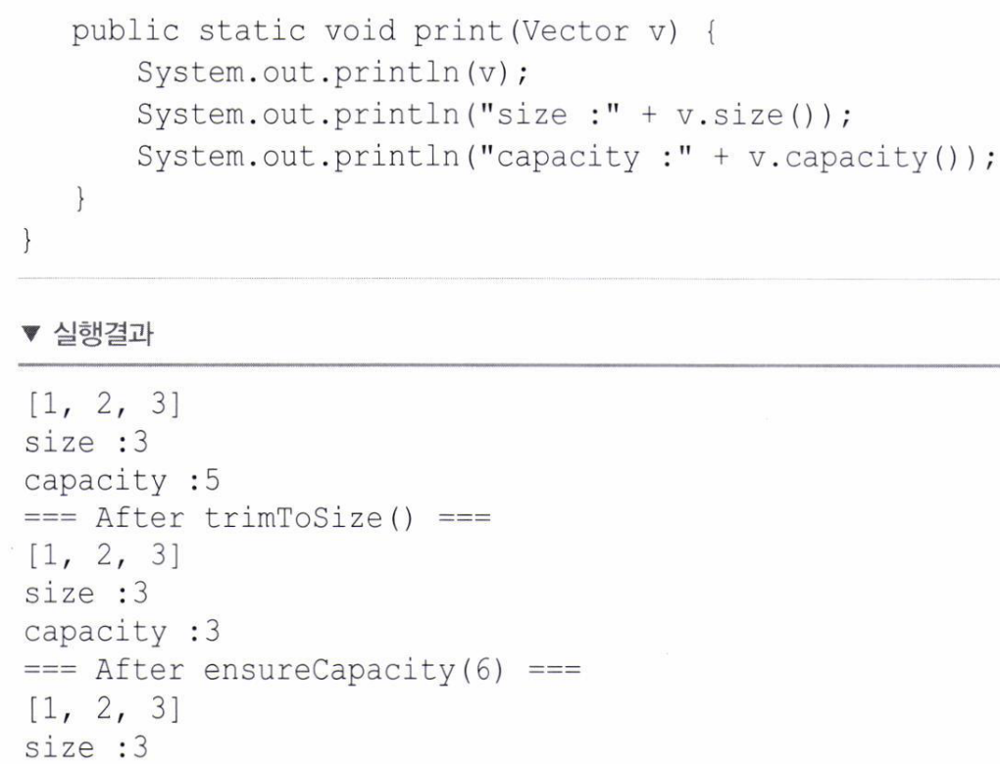 public static void print(Vector v) {
System.out.println(v);
System.out.println("size :" + v.size());
System.out.println("capacity :" + v.capacity());
}
}
▼ 실행결과
[1, 2, 3]
size :3
capacity :5
=== After trimToSize() ===
[1, 2, 3]
size :3
capacity :3
=== After ensureCapacity(6) ===
[1, 2, 3]
size :3